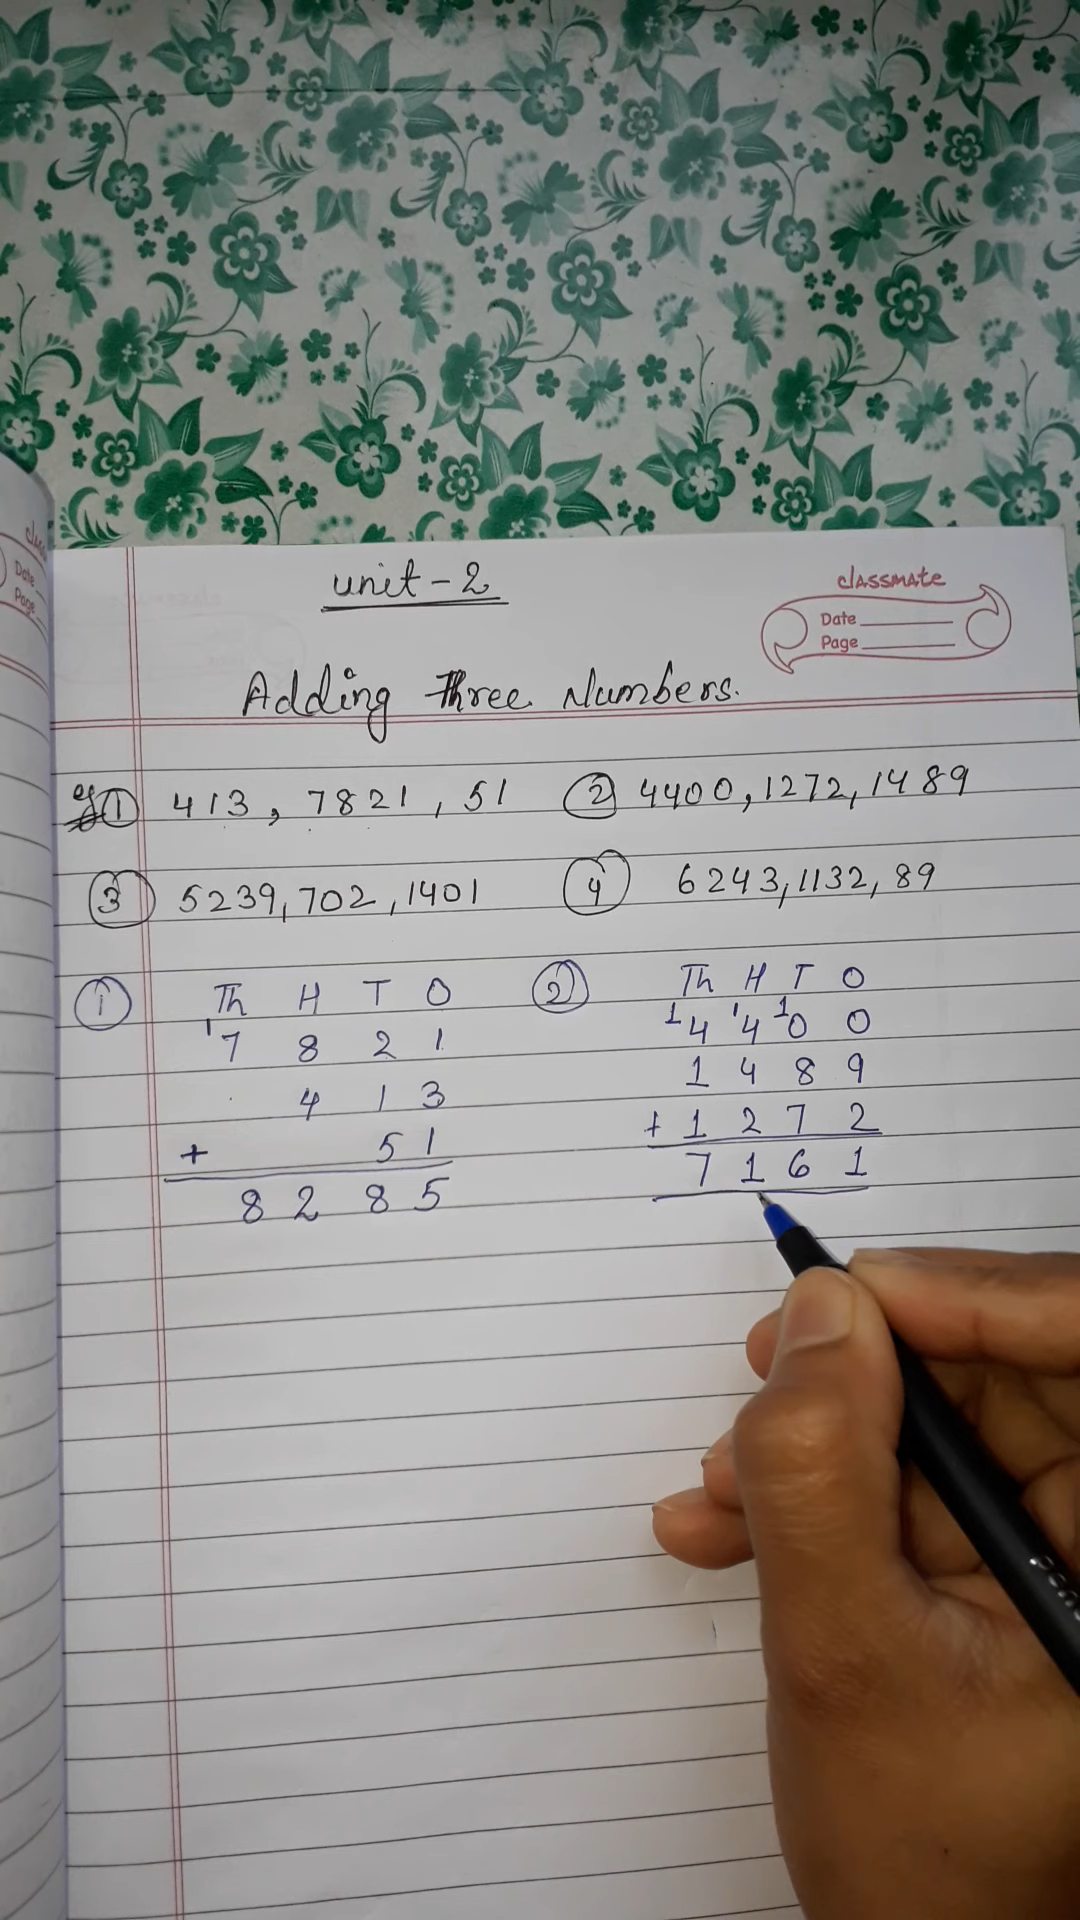 unit - 2
classmate
Date
Page
Adding Three Numbers.
① 413, 7821, 51 ② 4400, 1272, 1489
③ 5239, 702, 1401 ④ 6243, 1132, 89
① Th H T O ② Th H T O
1 7 8 2 1 1 4 1 4 1 0 0
4 1 3 1 4 8 9
+ 5 1 + 1 2 7 2
8 2 8 5 7 1 6 1